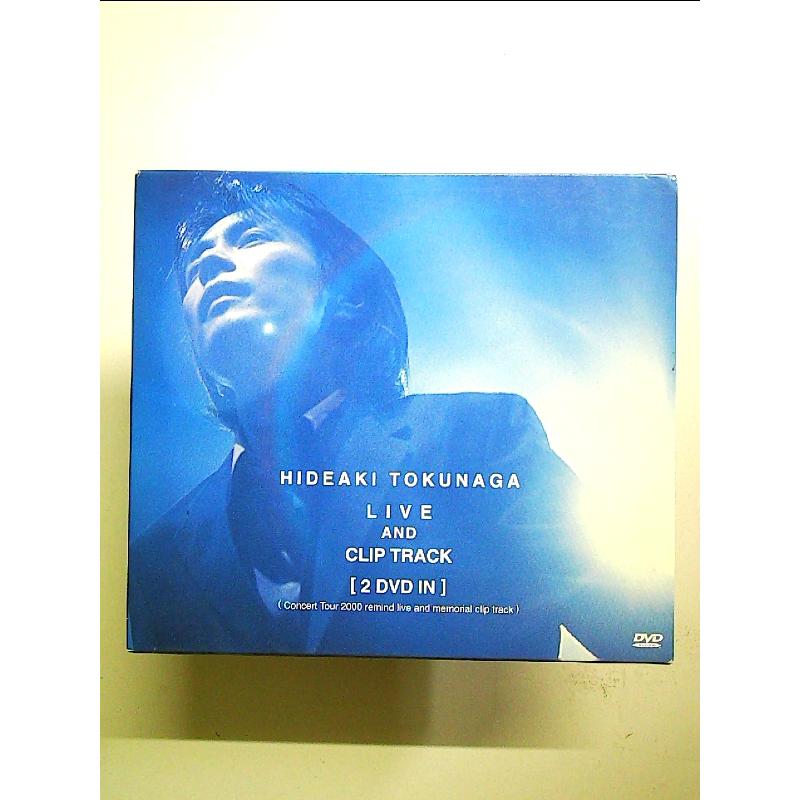 HIDEAKI TOKUNAGA
LIVE
AND
CLIP TRACK
[ 2 DVD IN ]
( Concert Tour 2000 remind live and memorial clip track )
DVD